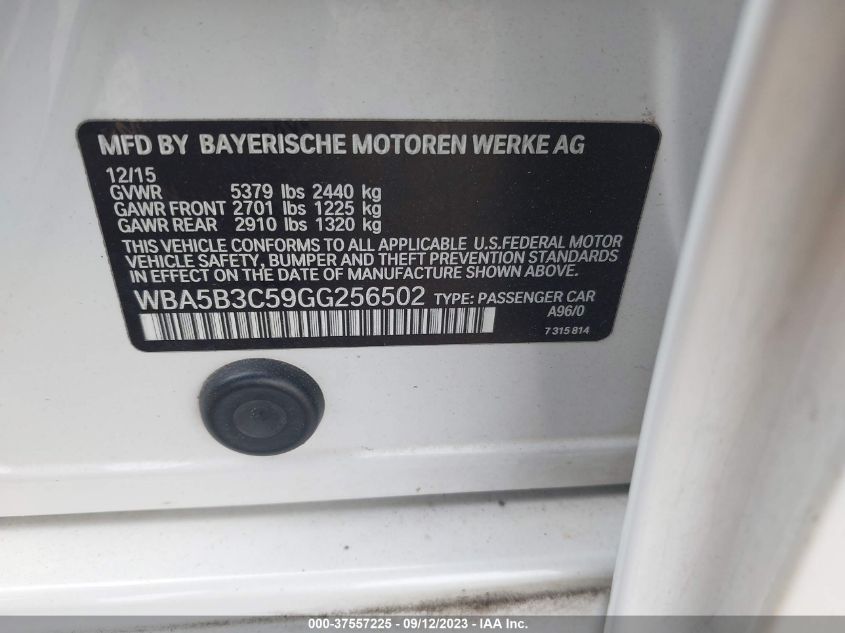 MFD BY BAYERISCHE MOTOREN WERKE AG
12/15
GVWR 5379 lbs 2440 kg
GAWR FRONT 2701 lbs 1225 kg
GAWR REAR 2910 lbs 1320 kg
THIS VEHICLE CONFORMS TO ALL APPLICABLE U.S.FEDERAL MOTOR
VEHICLE SAFETY, BUMPER AND THEFT PREVENTION STANDARDS
IN EFFECT ON THE DATE OF MANUFACTURE SHOWN ABOVE.
WBA5B3C59GG256502 TYPE: PASSENGER CAR
A96/0
7 315 814
000-37557225 - 09/12/2023 - IAA Inc.